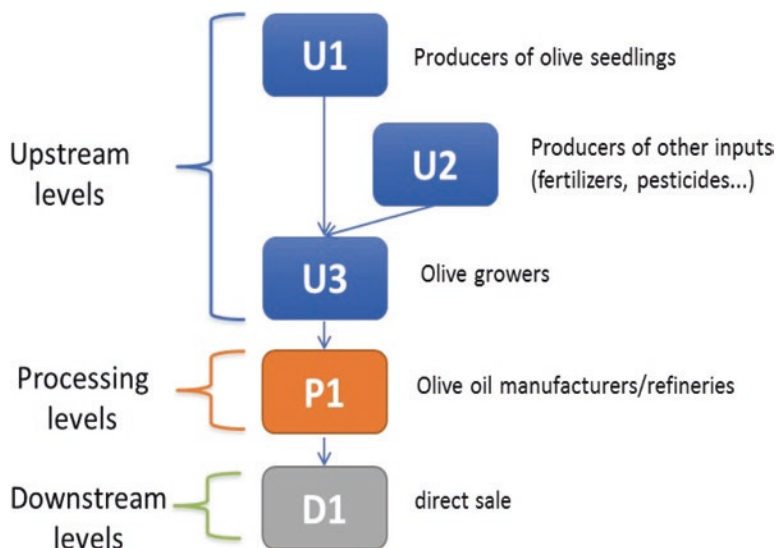 U1
Producers of olive seedlings
Upstream
levels
U2
Producers of other inputs
(fertilizers, pesticides...)
U3
Olive growers
Processing
levels
P1
Olive oil manufacturers/refineries
Downstream
levels
D1
direct sale